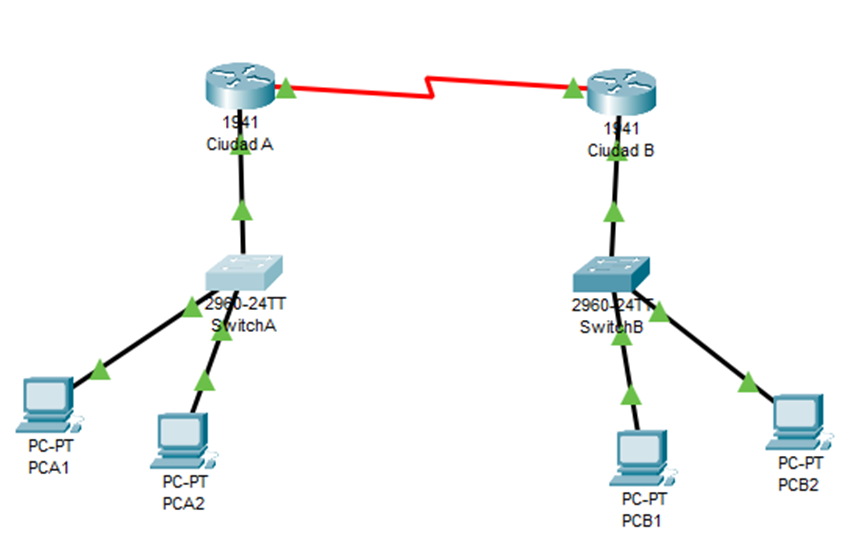 1941
Ciudad A
1941
Ciudad B
2960-24TT
SwitchA
2960-24TT
SwitchB
PC-PT
PCA1
PC-PT
PCA2
PC-PT
PCB1
PC-PT
PCB2